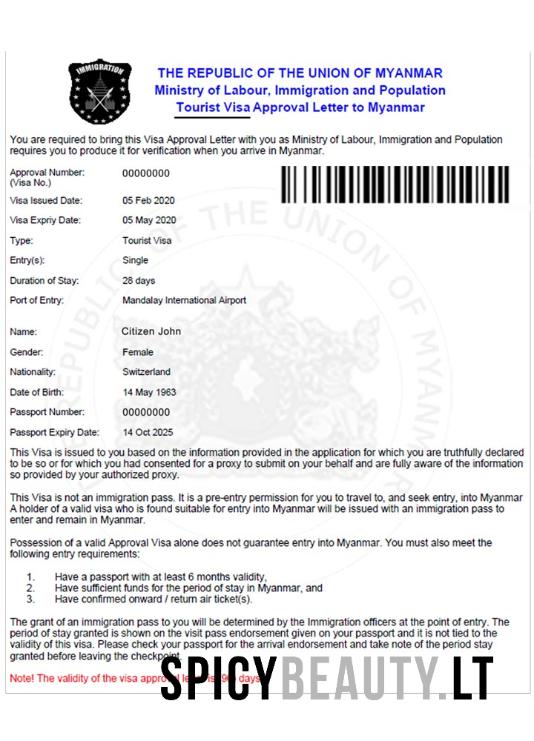 IMMIGRATION
THE REPUBLIC OF THE UNION OF MYANMAR
Ministry of Labour, Immigration and Population
Tourist Visa Approval Letter to Myanmar
You are required to bring this Visa Approval Letter with you as Ministry of Labour, Immigration and Population
requires you to produce it for verification when you arrive in Myanmar.
Approval Number: 00000000
(Visa No.)
Visa Issued Date: 05 Feb 2020
Visa Expriy Date: 05 May 2020
Type: Tourist Visa
Entry(s): Single
Duration of Stay: 28 days
Port of Entry: Mandalay International Airport
Name: Citizen John
Gender: Female
Nationality: Switzerland
Date of Birth: 14 May 1963
Passport Number: 00000000
Passport Expiry Date: 14 Oct 2025
REPUBLIC OF THE UNION OF MYANMAR
This Visa is issued to you based on the information provided in the application for which you are truthfully declared
to be so or for which you had consented for a proxy to submit on your behalf and are fully aware of the information
so provided by your authorized proxy.
This Visa is not an immigration pass. It is a pre-entry permission for you to travel to, and seek entry, into Myanmar
A holder of a valid visa who is found suitable for entry into Myanmar will be issued with an immigration pass to
enter and remain in Myanmar.
Possession of a valid Approval Visa alone does not guarantee entry into Myanmar. You must also meet the
following entry requirements:
1. Have a passport with at least 6 months validity,
2. Have sufficient funds for the period of stay in Myanmar, and
3. Have confirmed onward / return air ticket(s).
The grant of an immigration pass to you will be determined by the Immigration officers at the point of entry. The
period of stay granted is shown on the visit pass endorsement given on your passport and it is not tied to the
validity of this visa. Please check your passport for the arrival endorsement and take note of the period stay
granted before leaving the checkpoint.
Note! The validity of the visa approval is 90 days
SPICYBEAUTY.LT